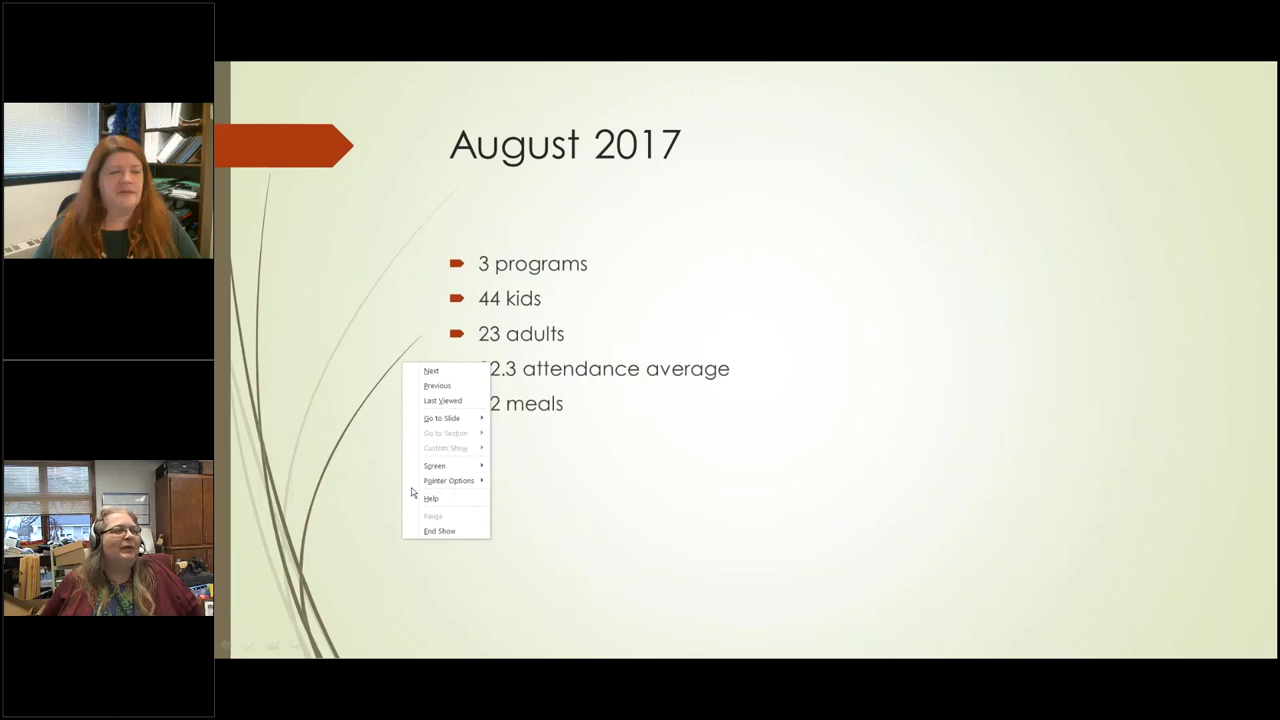 August 2017
3 programs
44 kids
23 adults
2.3 attendance average
2 meals
Next
Previous
Last Viewed
Go to Slide
Go to Section
Custom Show
Screen
Pointer Options
Help
Pause
End Show